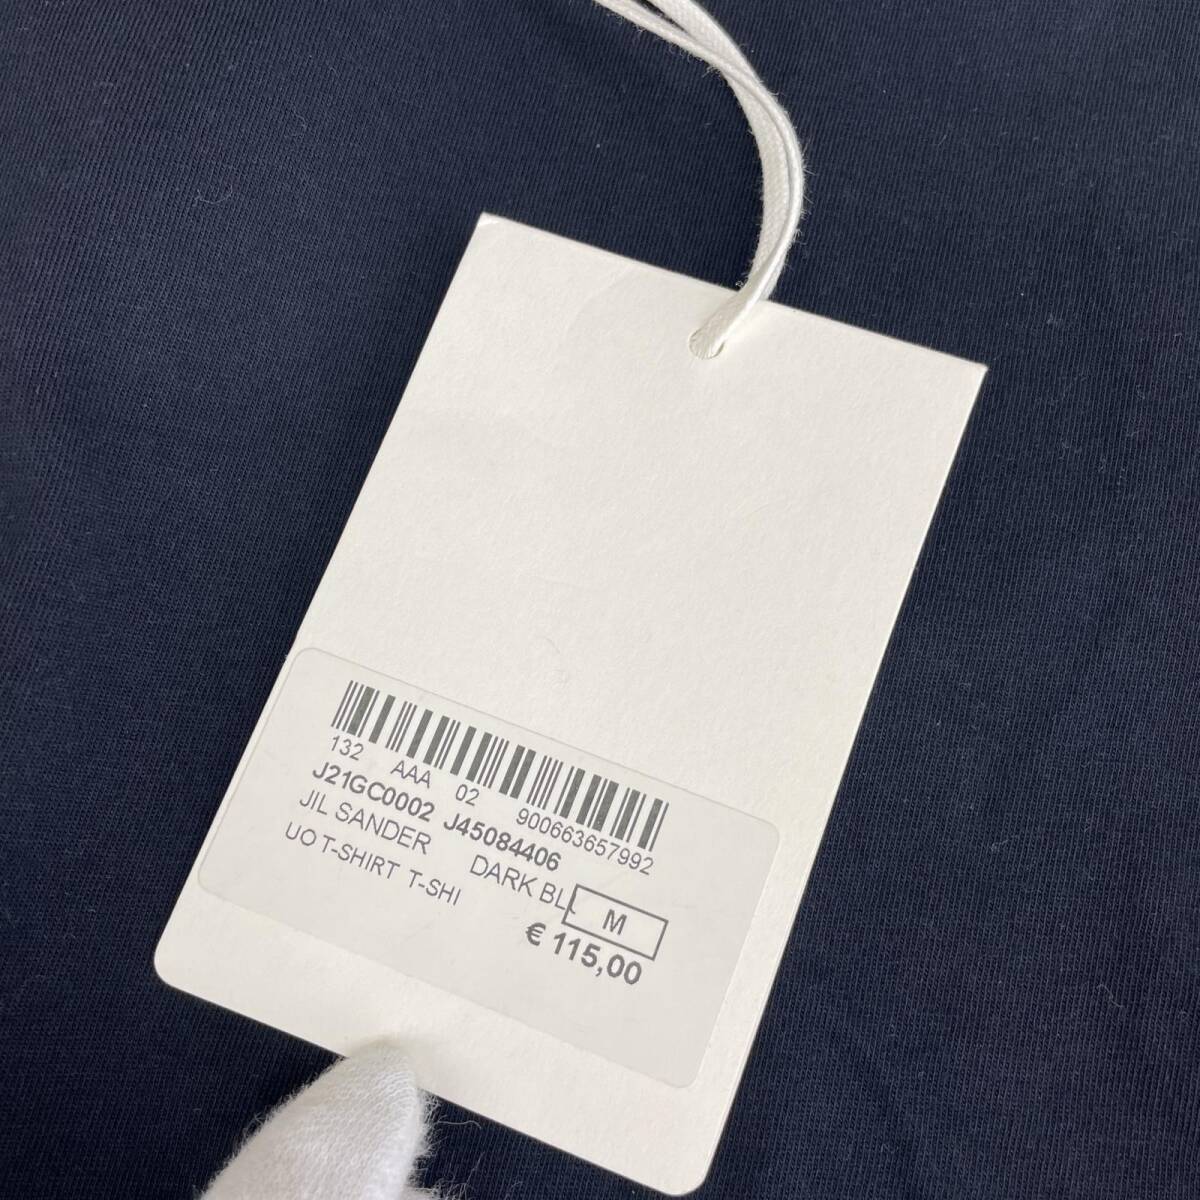 132 AAA 02 900663657992
J21GC0002 J45084406
JIL SANDER DARK BL
UO T-SHIRT T-SHI
M
€ 115,00